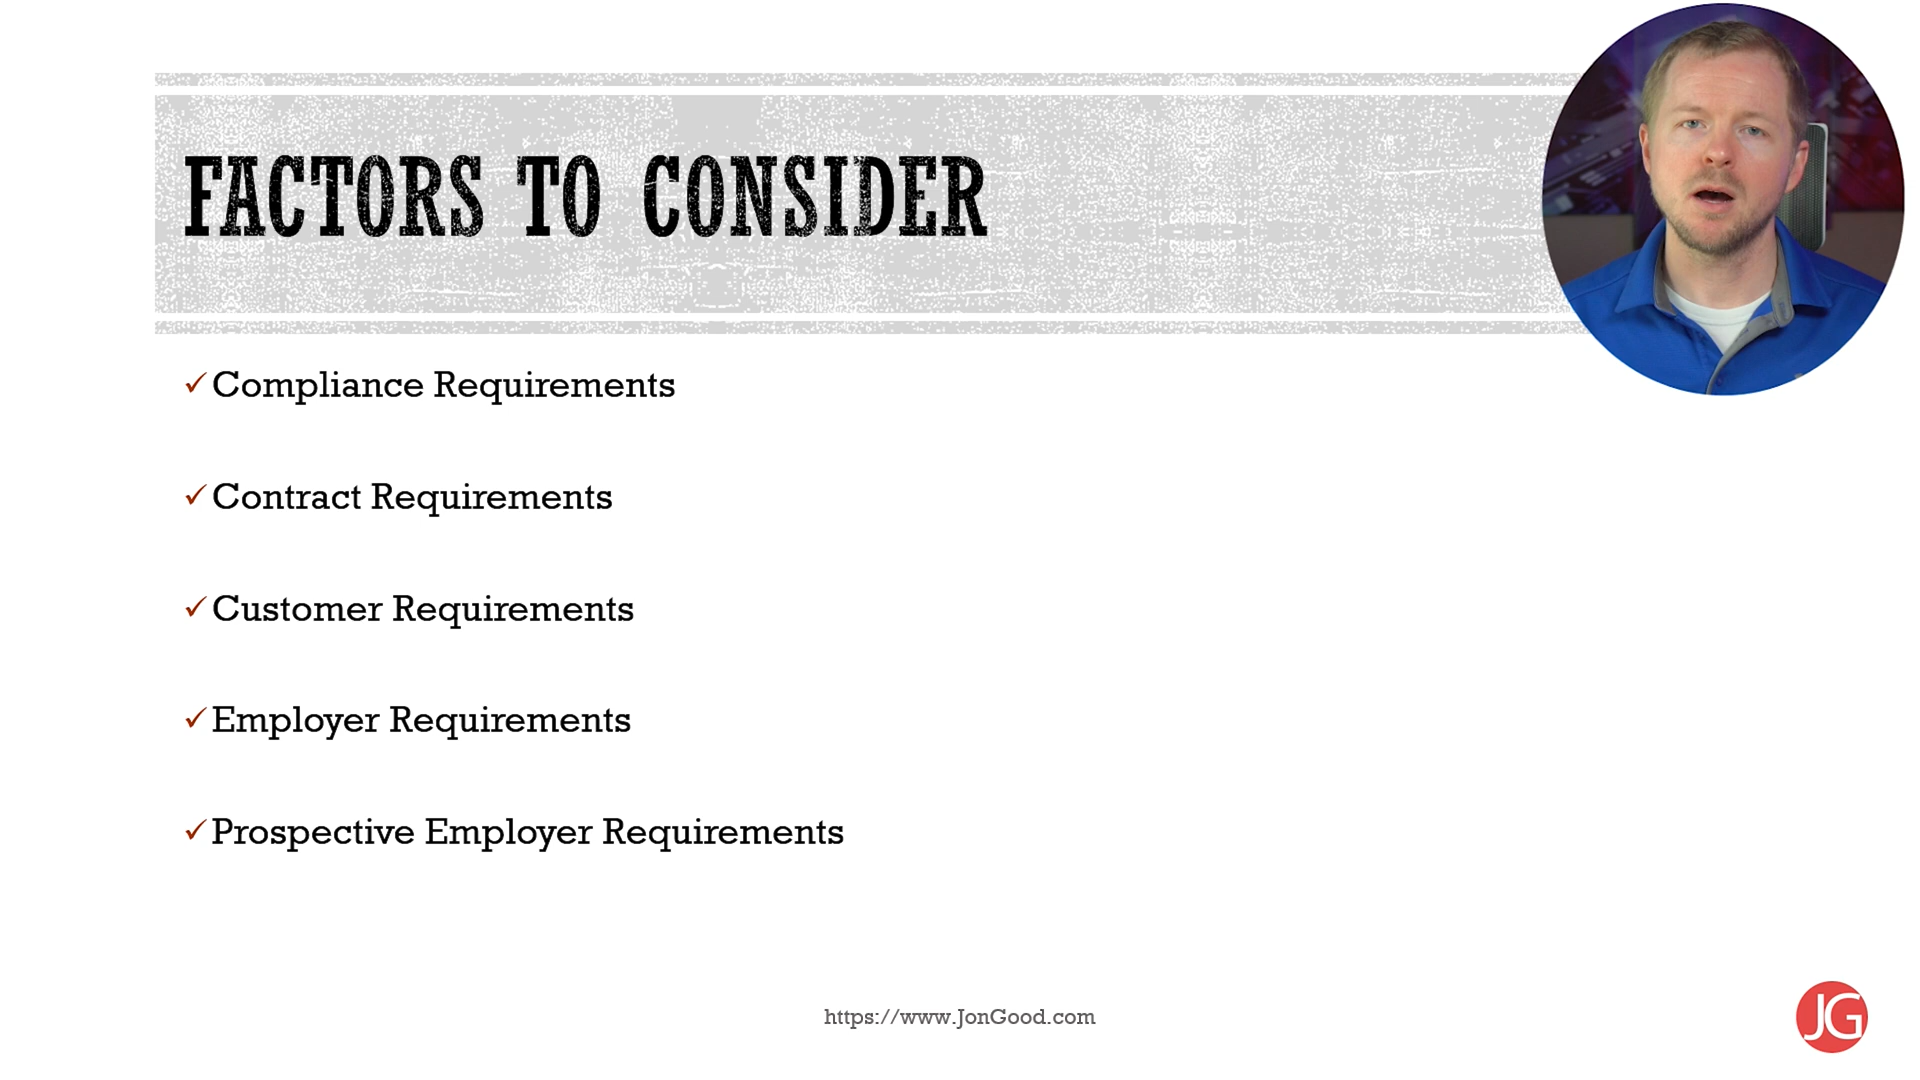 FACTORS TO CONSIDER
✓Compliance Requirements
✓Contract Requirements
✓Customer Requirements
✓Employer Requirements
✓Prospective Employer Requirements
https://www.JonGood.com
JG